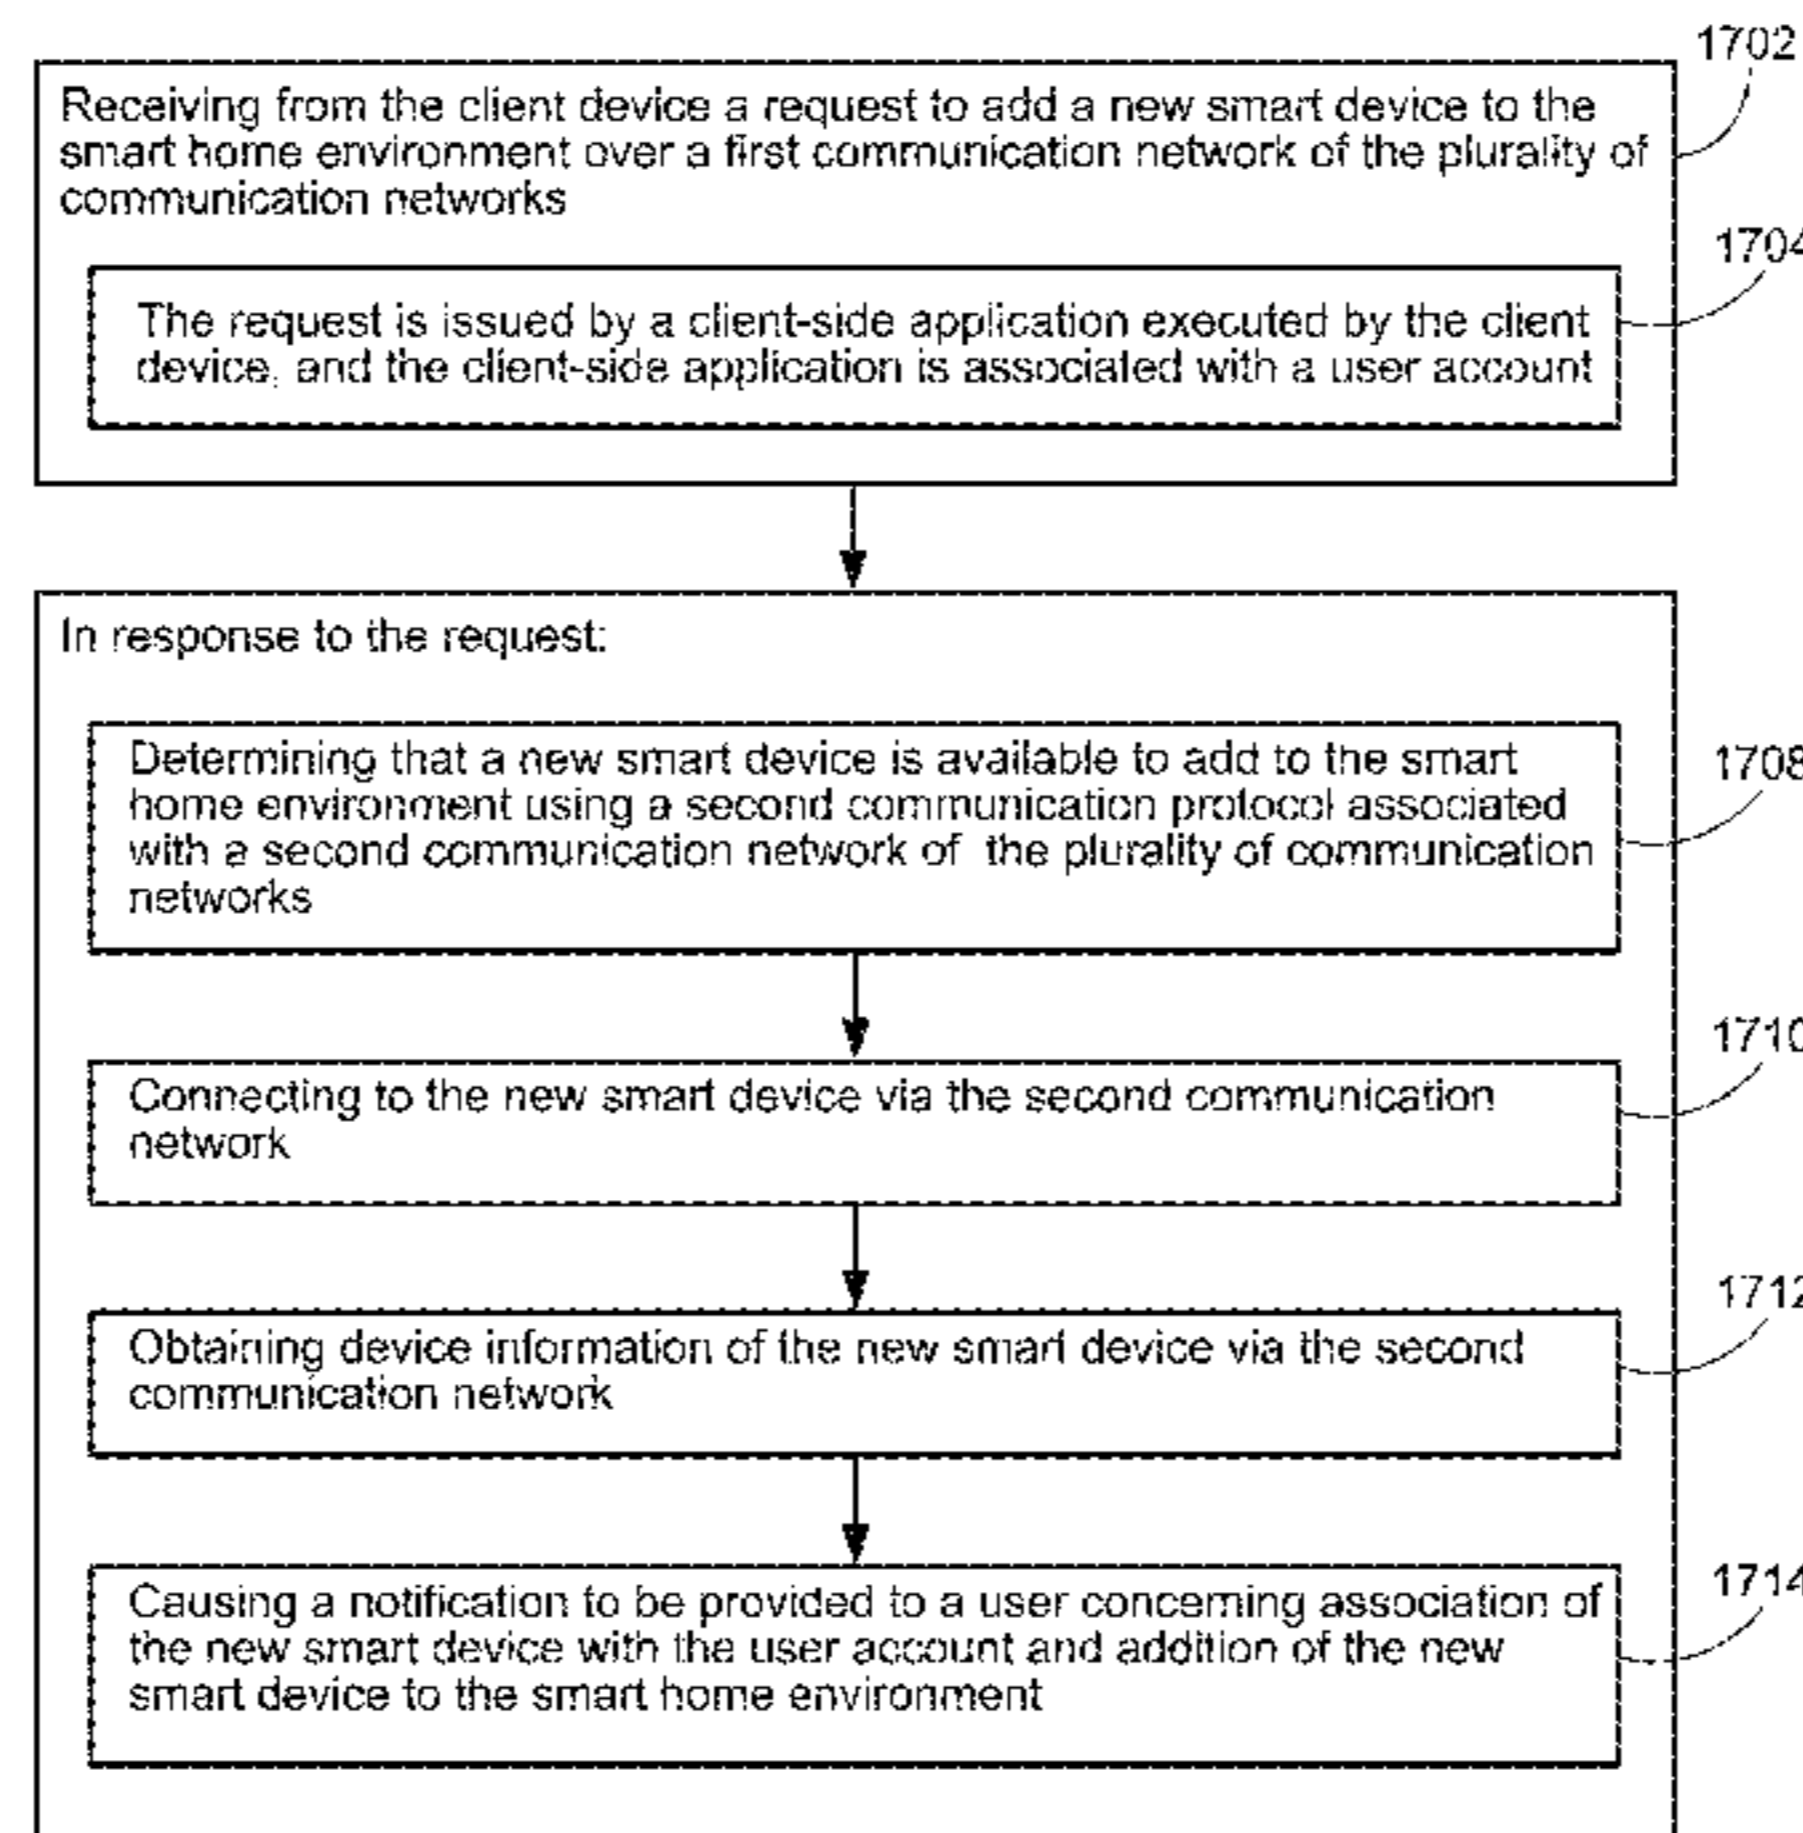 1702
Receiving from the client device a request to add a new smart device to the
smart home environment over a first communication network of the plurality of
communication networks
1704
The request is issued by a client-side application executed by the client
device, and the client-side application is associated with a user account
In response to the request:
1708
Determining that a new smart device is available to add to the smart
home environment using a second communication protocol associated
with a second communication network of the plurality of communication
networks
1710
Connecting to the new smart device via the second communication
network
1712
Obtaining device information of the new smart device via the second
communication network
1714
Causing a notification to be provided to a user concerning association of
the new smart device with the user account and addition of the new
smart device to the smart home environment